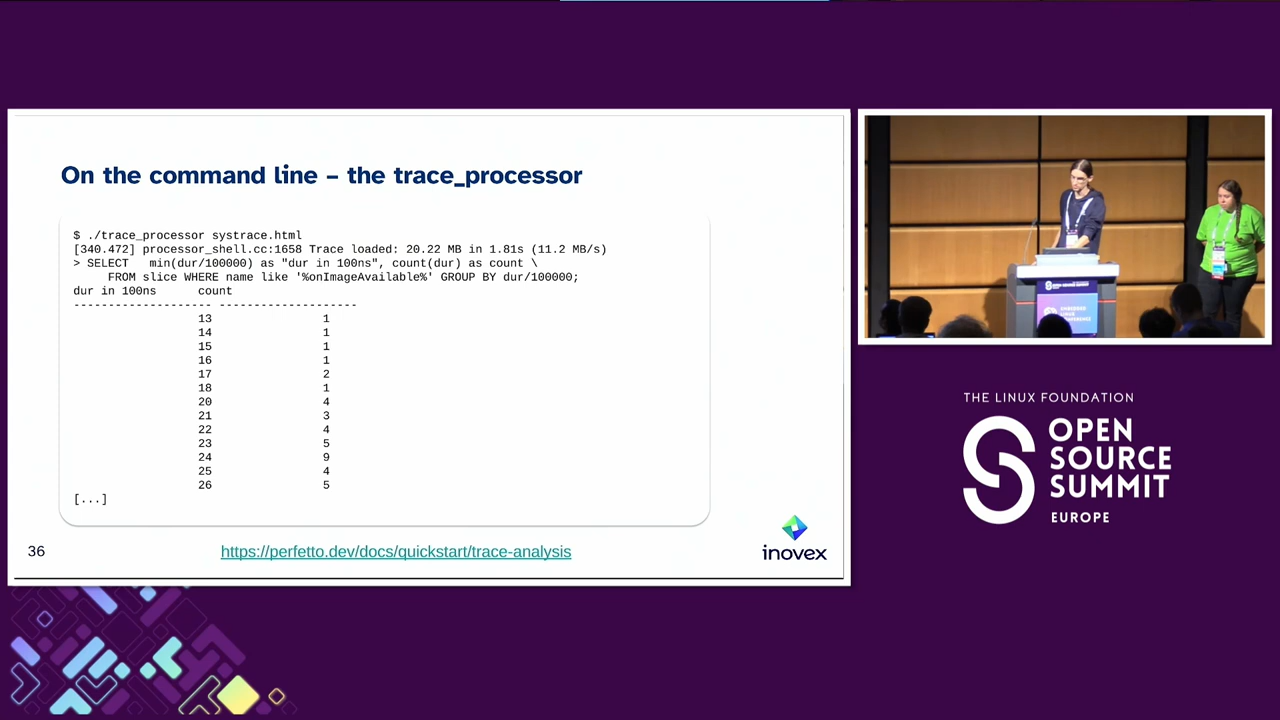 On the command line – the trace_processor
$ ./trace_processor systrace.html
[340.472] processor_shell.cc:1658 Trace loaded: 20.22 MB in 1.81s (11.2 MB/s)
> SELECT   min(dur/100000) as "dur in 100ns", count(dur) as count \
     FROM slice WHERE name like '%onImageAvailable%' GROUP BY dur/100000;
dur in 100ns      count
-------------------- --------------------
13 1
14 1
15 1
16 1
17 2
18 1
20 4
21 3
22 4
23 5
24 9
25 4
26 5
[...]
36
https://perfetto.dev/docs/quickstart/trace-analysis
inovex
THE LINUX FOUNDATION
OPEN
SOURCE
SUMMIT
EUROPE